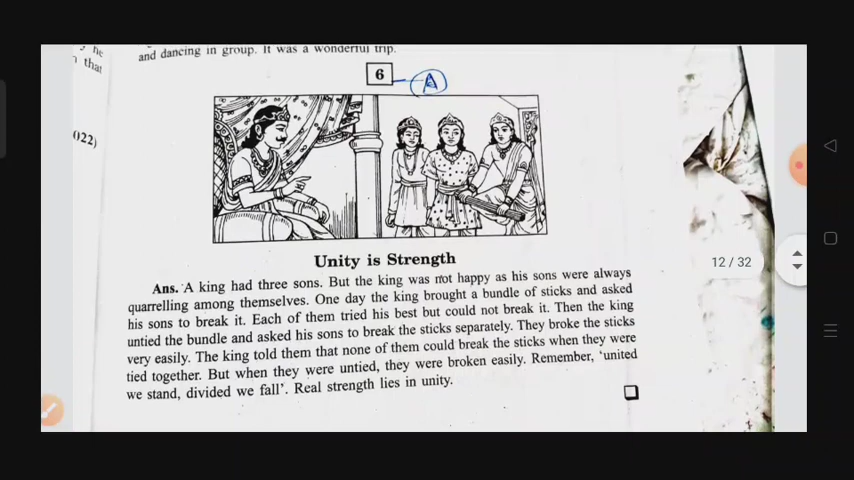 he
that
and dancing in group. It was a wonderful trip.
6
A
022)
Unity is Strength
Ans. A king had three sons. But the king was not happy as his sons were always
quarrelling among themselves. One day the king brought a bundle of sticks and asked
his sons to break it. Each of them tried his best but could not break it. Then the king
untied the bundle and asked his sons to break the sticks separately. They broke the sticks
very easily. The king told them that none of them could break the sticks when they were
tied together. But when they were untied, they were broken easily. Remember, 'united
we stand, divided we fall'. Real strength lies in unity.
12 / 32